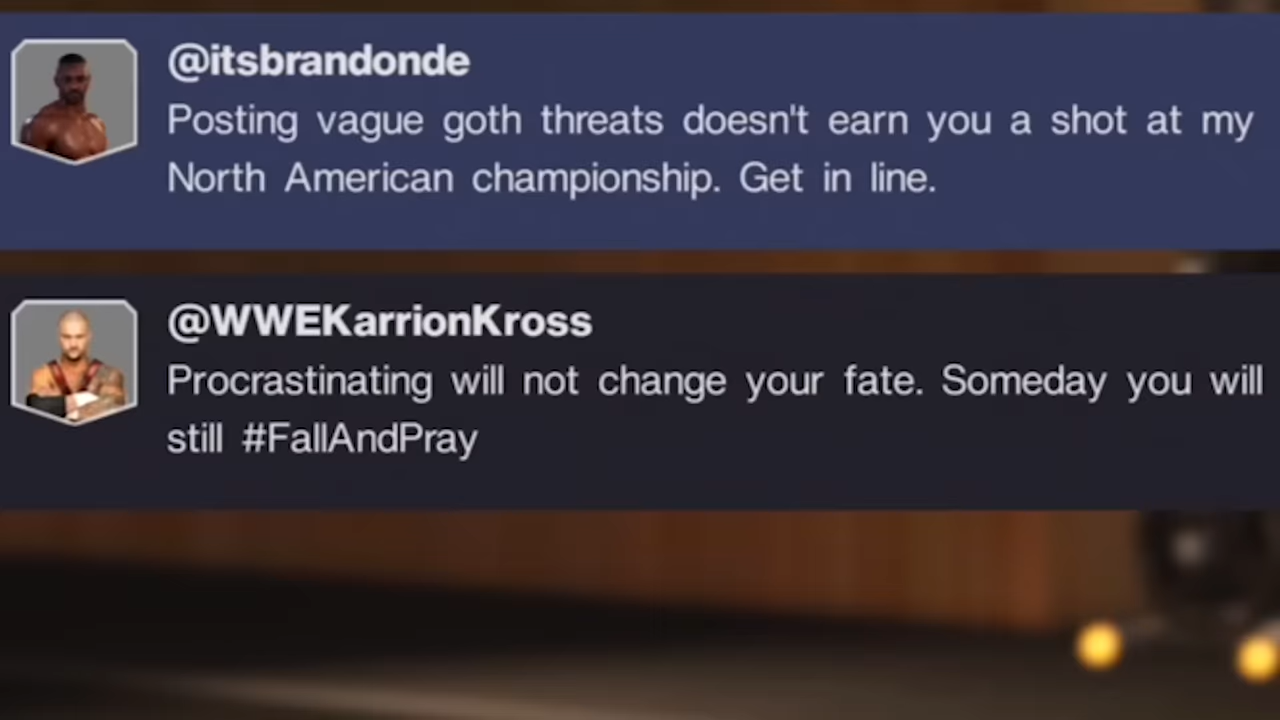 @itsbrandonde
Posting vague goth threats doesn't earn you a shot at my
North American championship. Get in line.
@WWEKarrionKross
Procrastinating will not change your fate. Someday you will
still #FallAndPray